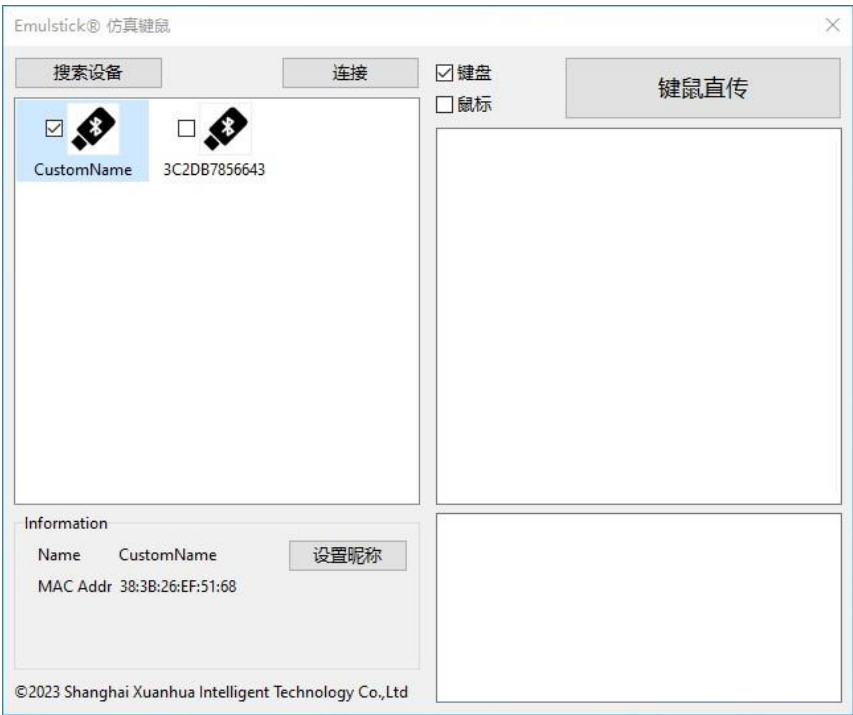 Emulstick® 仿真键鼠
搜索设备
连接
CustomName
3C2DB7856643
Information
Name CustomName
设置昵称
MAC Addr 38:3B:26:EF:51:68
©2023 Shanghai Xuanhua Intelligent Technology Co.,Ltd
键盘
鼠标
键鼠直传